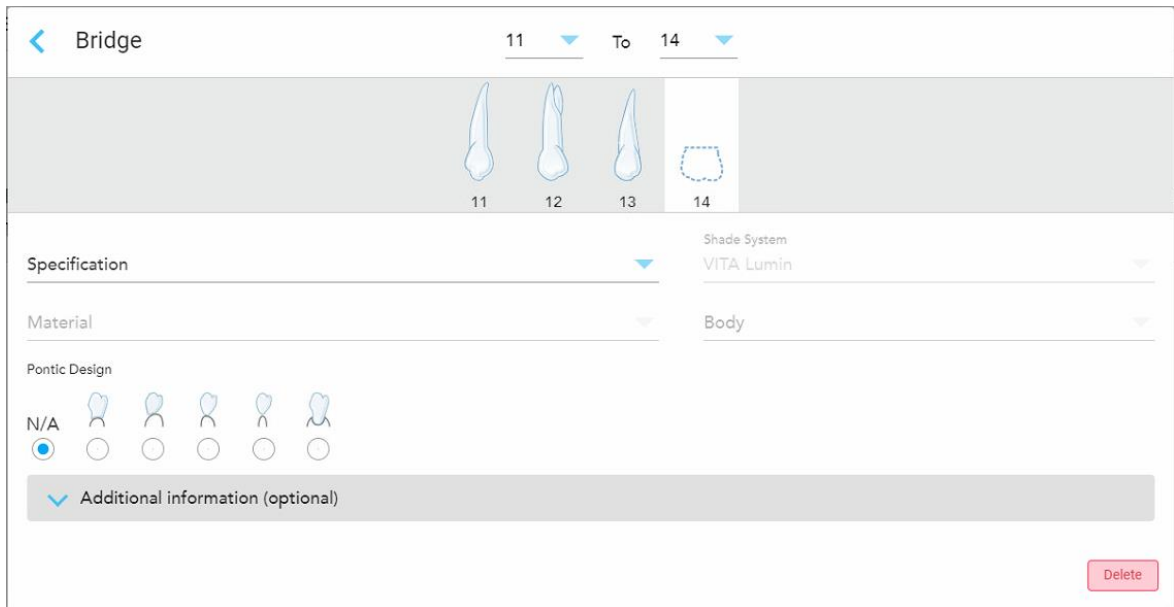 Bridge 11 To 14
11 12 13 14
Shade System
Specification VITA Lumin
Material Body
Pontic Design
N/A
Additional information (optional)
Delete